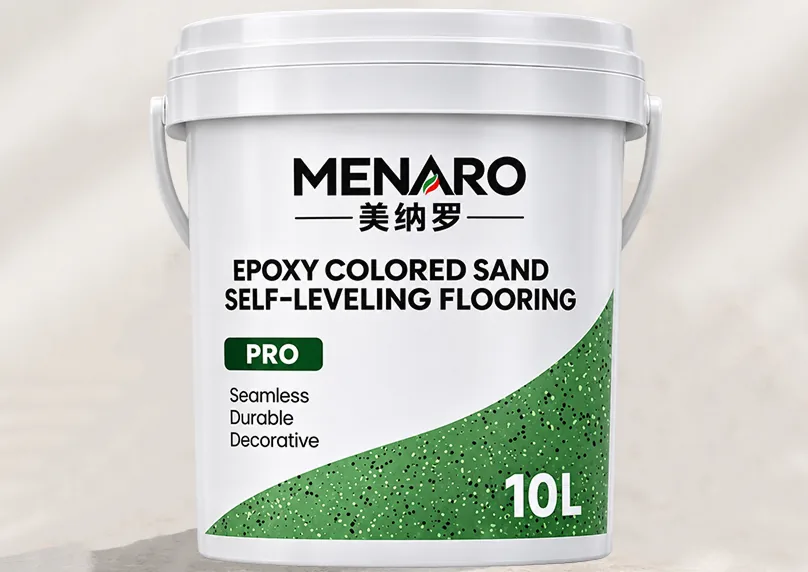 MENARO
美纳罗
EPOXY COLORED SAND
SELF-LEVELING FLOORING
PRO
Seamless
Durable
Decorative
10L